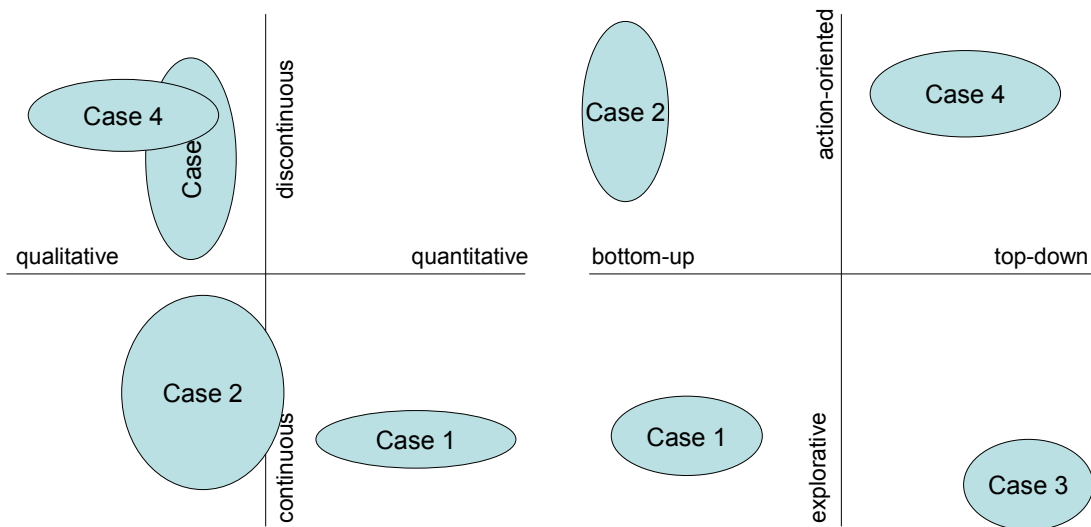 discontinuous
action-oriented
Case 4
Case
Case 2
Case 4
qualitative
quantitative
bottom-up
top-down
Case 2
continuous
Case 1
Case 1
explorative
Case 3